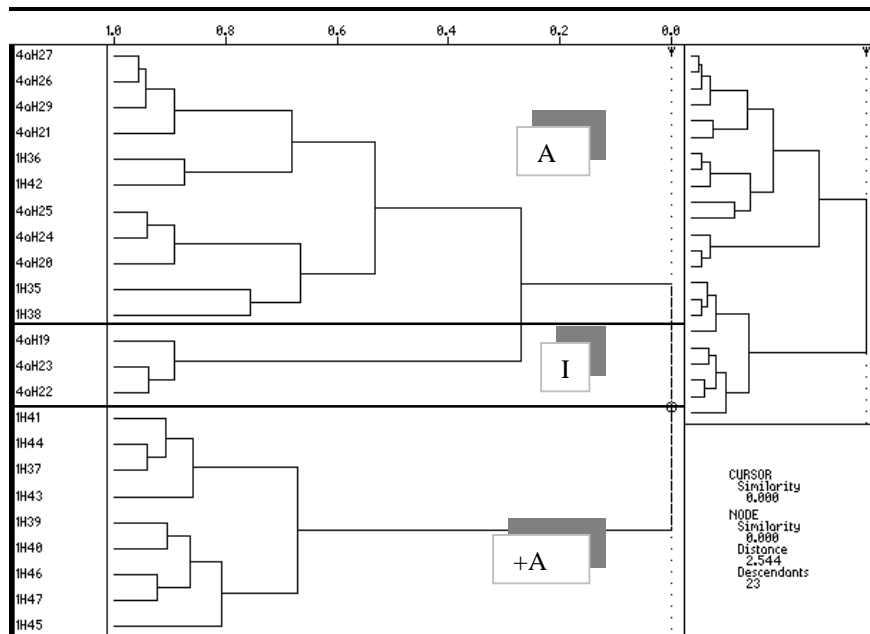 1.0 0.8 0.6 0.4 0.2 0.0
4aH27
4aH26
4aH29
4aH21
1H36
1H42
4aH25
4aH24
4aH20
1H35
1H38
4aH19
4aH23
4aH22
1H41
1H44
1H37
1H43
1H39
1H40
1H46
1H47
1H45
A
I
+A
CURSOR
Similarity
0.000
NODE
Similarity
0.000
Distance
2.544
Descendants
23